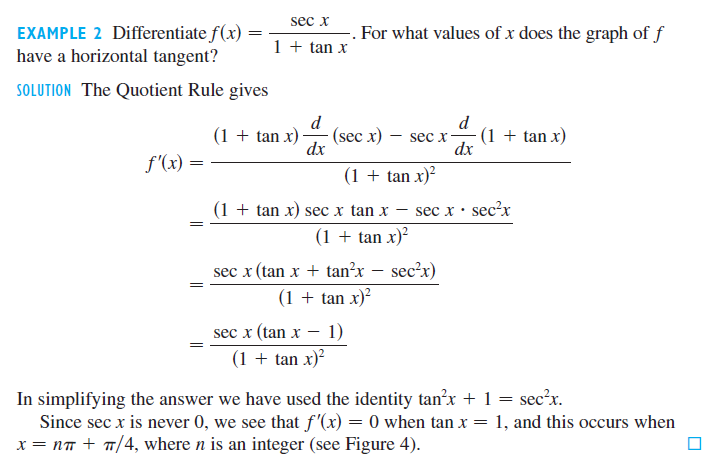 EXAMPLE 2 Differentiate f(x) = sec x / (1 + tan x). For what values of x does the graph of f
have a horizontal tangent?
SOLUTION The Quotient Rule gives
f′(x) = [(1 + tan x) d/dx (sec x) − sec x d/dx (1 + tan x)] / (1 + tan x)²
= [(1 + tan x) sec x tan x − sec x · sec²x] / (1 + tan x)²
= [sec x (tan x + tan²x − sec²x)] / (1 + tan x)²
= [sec x (tan x − 1)] / (1 + tan x)²
In simplifying the answer we have used the identity tan²x + 1 = sec²x.
Since sec x is never 0, we see that f′(x) = 0 when tan x = 1, and this occurs when
x = nπ + π/4, where n is an integer (see Figure 4).